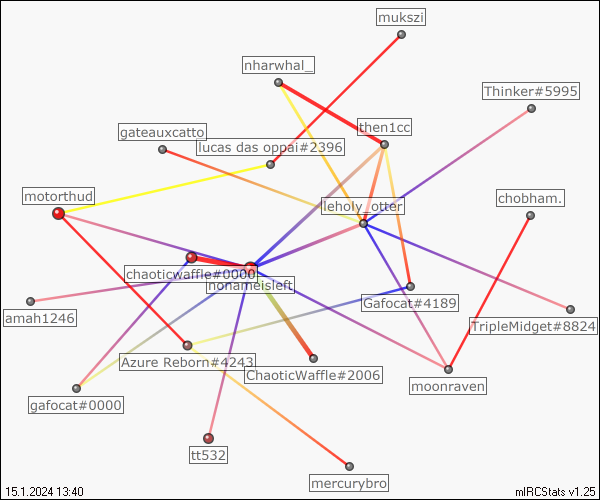 mukszi
nharwhal_
Thinker#5995
then1cc
gateauxcatto
lucas das oppai#2396
motorthud
chobham.
leholy_otter
chaoticwaffle#0000
nonameisleft
Gafocat#4189
amah1246
TripleMidget#8824
Azure Reborn#4243
ChaoticWaffle#2006
moonraven
gafocat#0000
tt532
mercurybro
15.1.2024 13:40
mIRCStats v1.25